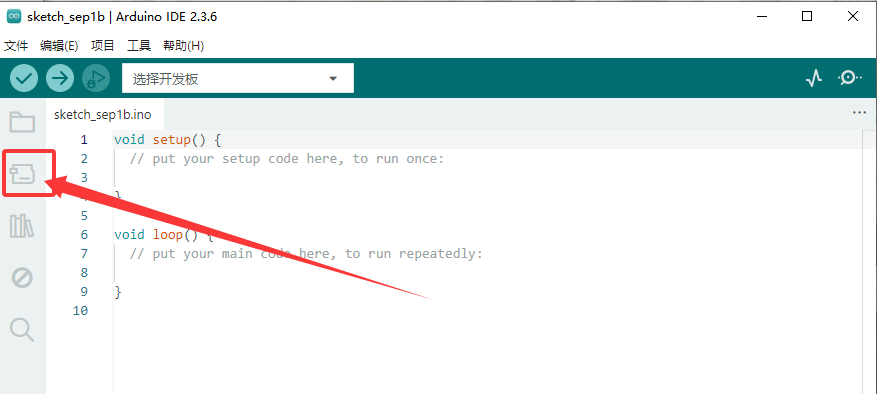 sketch_sep1b | Arduino IDE 2.3.6
文件 编辑(E) 项目 工具 帮助(H)
选择开发板
sketch_sep1b.ino
1 void setup() {
2 // put your setup code here, to run once:
3
}
5
6 void loop() {
7 // put your main code here, to run repeatedly:
8
9 }
10